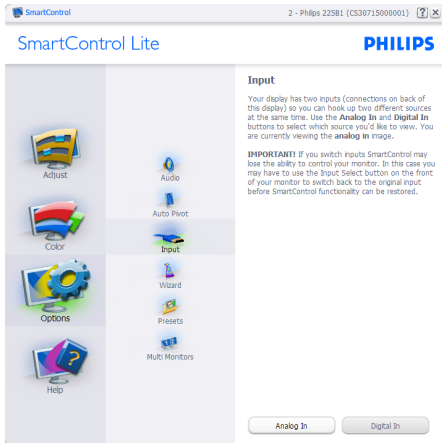 SmartControl
2 - Philips 225B1 (CS30715000001)
SmartControl Lite
PHILIPS
Adjust
Color
Options
Help
Audio
Auto Pivot
Input
Wizard
Presets
Multi Monitors
Input
Your display has two inputs (connections on back of
this display) so you can hook up two different sources
at the same time. Use the Analog In and Digital In
buttons to select which source you'd like to view. You
are currently viewing the analog in image.
IMPORTANT! If you switch inputs SmartControl may
lose the ability to control your monitor. In this case you
may have to use the Input Select button on the front
of your monitor to switch back to the original input
before SmartControl functionality can be restored.
Analog In
Digital In